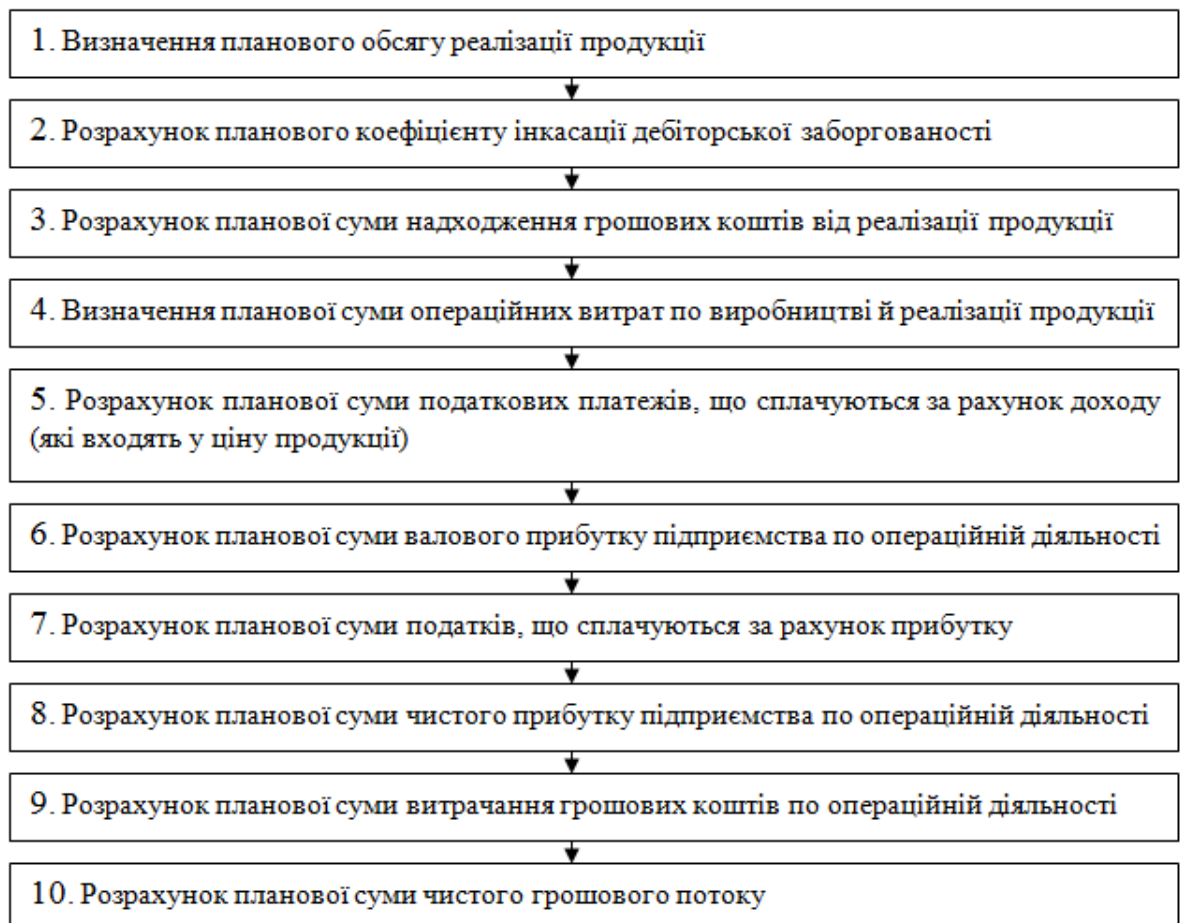 1. Визначення планового обсягу реалізації продукції
2. Розрахунок планового коефіцієнту інкасації дебіторської заборгованості
3. Розрахунок планової суми надходження грошових коштів від реалізації продукції
4. Визначення планової суми операційних витрат по виробництві й реалізації продукції
5. Розрахунок планової суми податкових платежів, що сплачуються за рахунок доходу
(які входять у ціну продукції)
6. Розрахунок планової суми валового прибутку підприємства по операційній діяльності
7. Розрахунок планової суми податків, що сплачуються за рахунок прибутку
8. Розрахунок планової суми чистого прибутку підприємства по операційній діяльності
9. Розрахунок планової суми витрачання грошових коштів по операційній діяльності
10. Розрахунок планової суми чистого грошового потоку